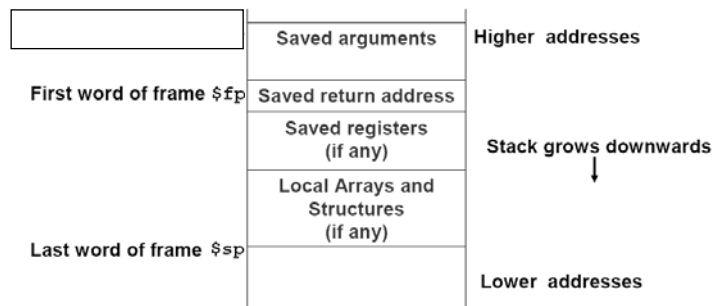 Saved arguments
Higher addresses
First word of frame $fp
Saved return address
Saved registers
(if any)
Stack grows downwards
Local Arrays and
Structures
(if any)
Last word of frame $sp
Lower addresses